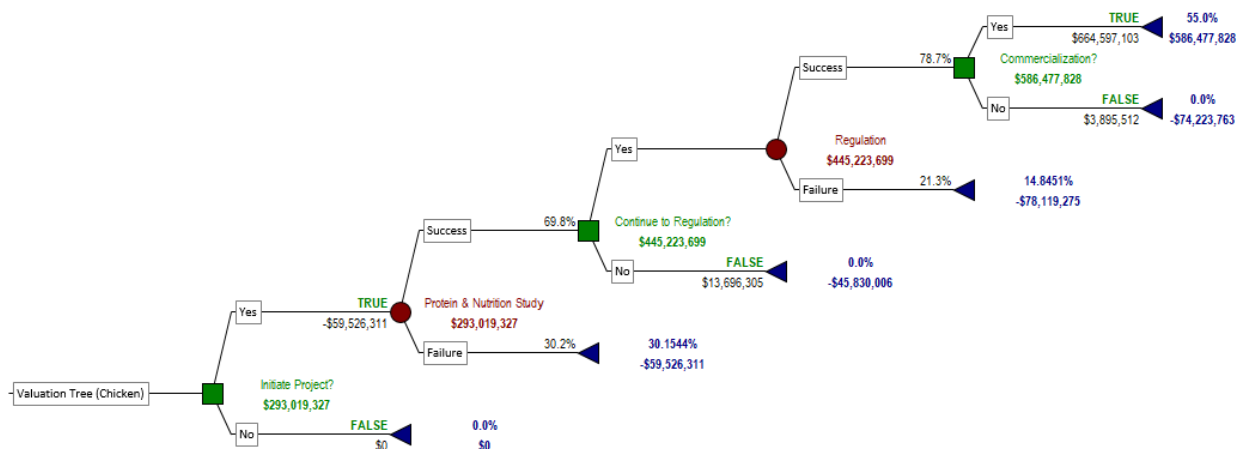 TRUE
55.0%
Yes
$664,597,103
$586,477,828
Success
78.7%
Commercialization?
$586,477,828
FALSE
0.0%
No
$3,895,512
-$74,223,763
Yes
Regulation
$445,223,699
Failure
21.3%
14.8451%
-$78,119,275
Success
69.8%
Continue to Regulation?
$445,223,699
No
FALSE
0.0%
$13,696,305
-$45,830,006
Yes
TRUE
-$59,526,311
Protein & Nutrition Study
$293,019,327
Failure
30.2%
30.1544%
-$59,526,311
Valuation Tree (Chicken)
Initiate Project?
$293,019,327
No
FALSE
0.0%
$0
$0